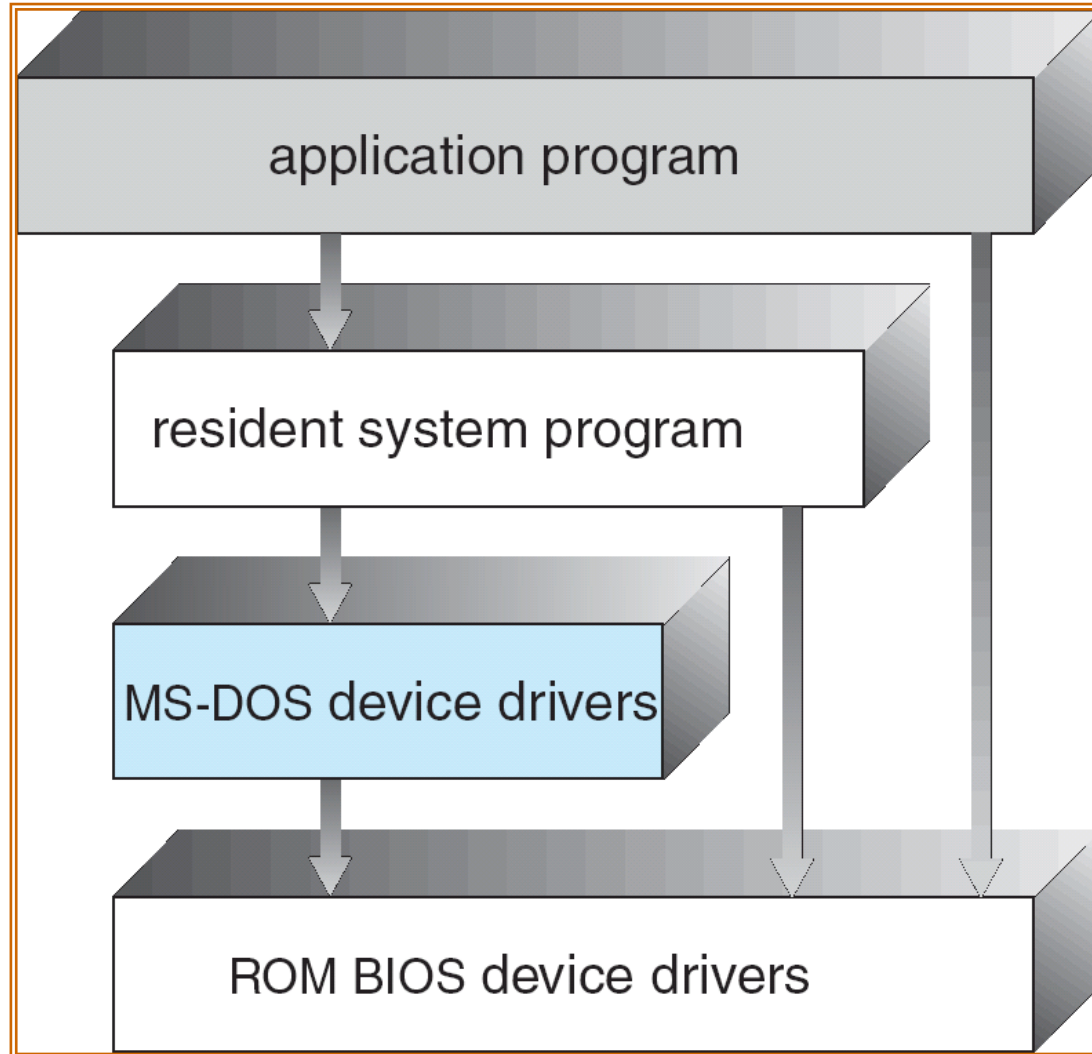 application program
resident system program
MS-DOS device drivers
ROM BIOS device drivers